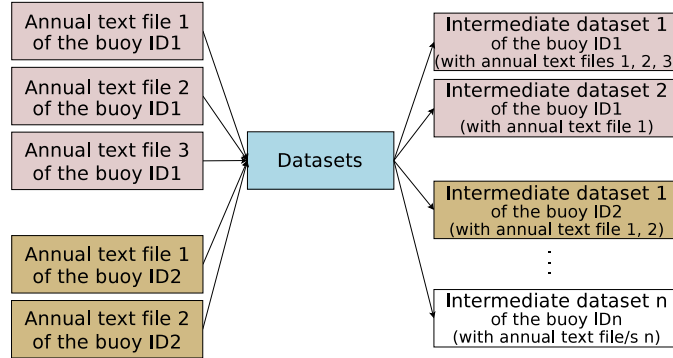 Annual text file 1
of the buoy ID1
Annual text file 2
of the buoy ID1
Annual text file 3
of the buoy ID1
Annual text file 1
of the buoy ID2
Annual text file 2
of the buoy ID2
Datasets
Intermediate dataset 1
of the buoy ID1
(with annual text files 1, 2, 3
Intermediate dataset 2
of the buoy ID1
(with annual text file 1)
Intermediate dataset 1
of the buoy ID2
(with annual text file 1, 2)
Intermediate dataset n
of the buoy IDn
(with annual text file/s n)